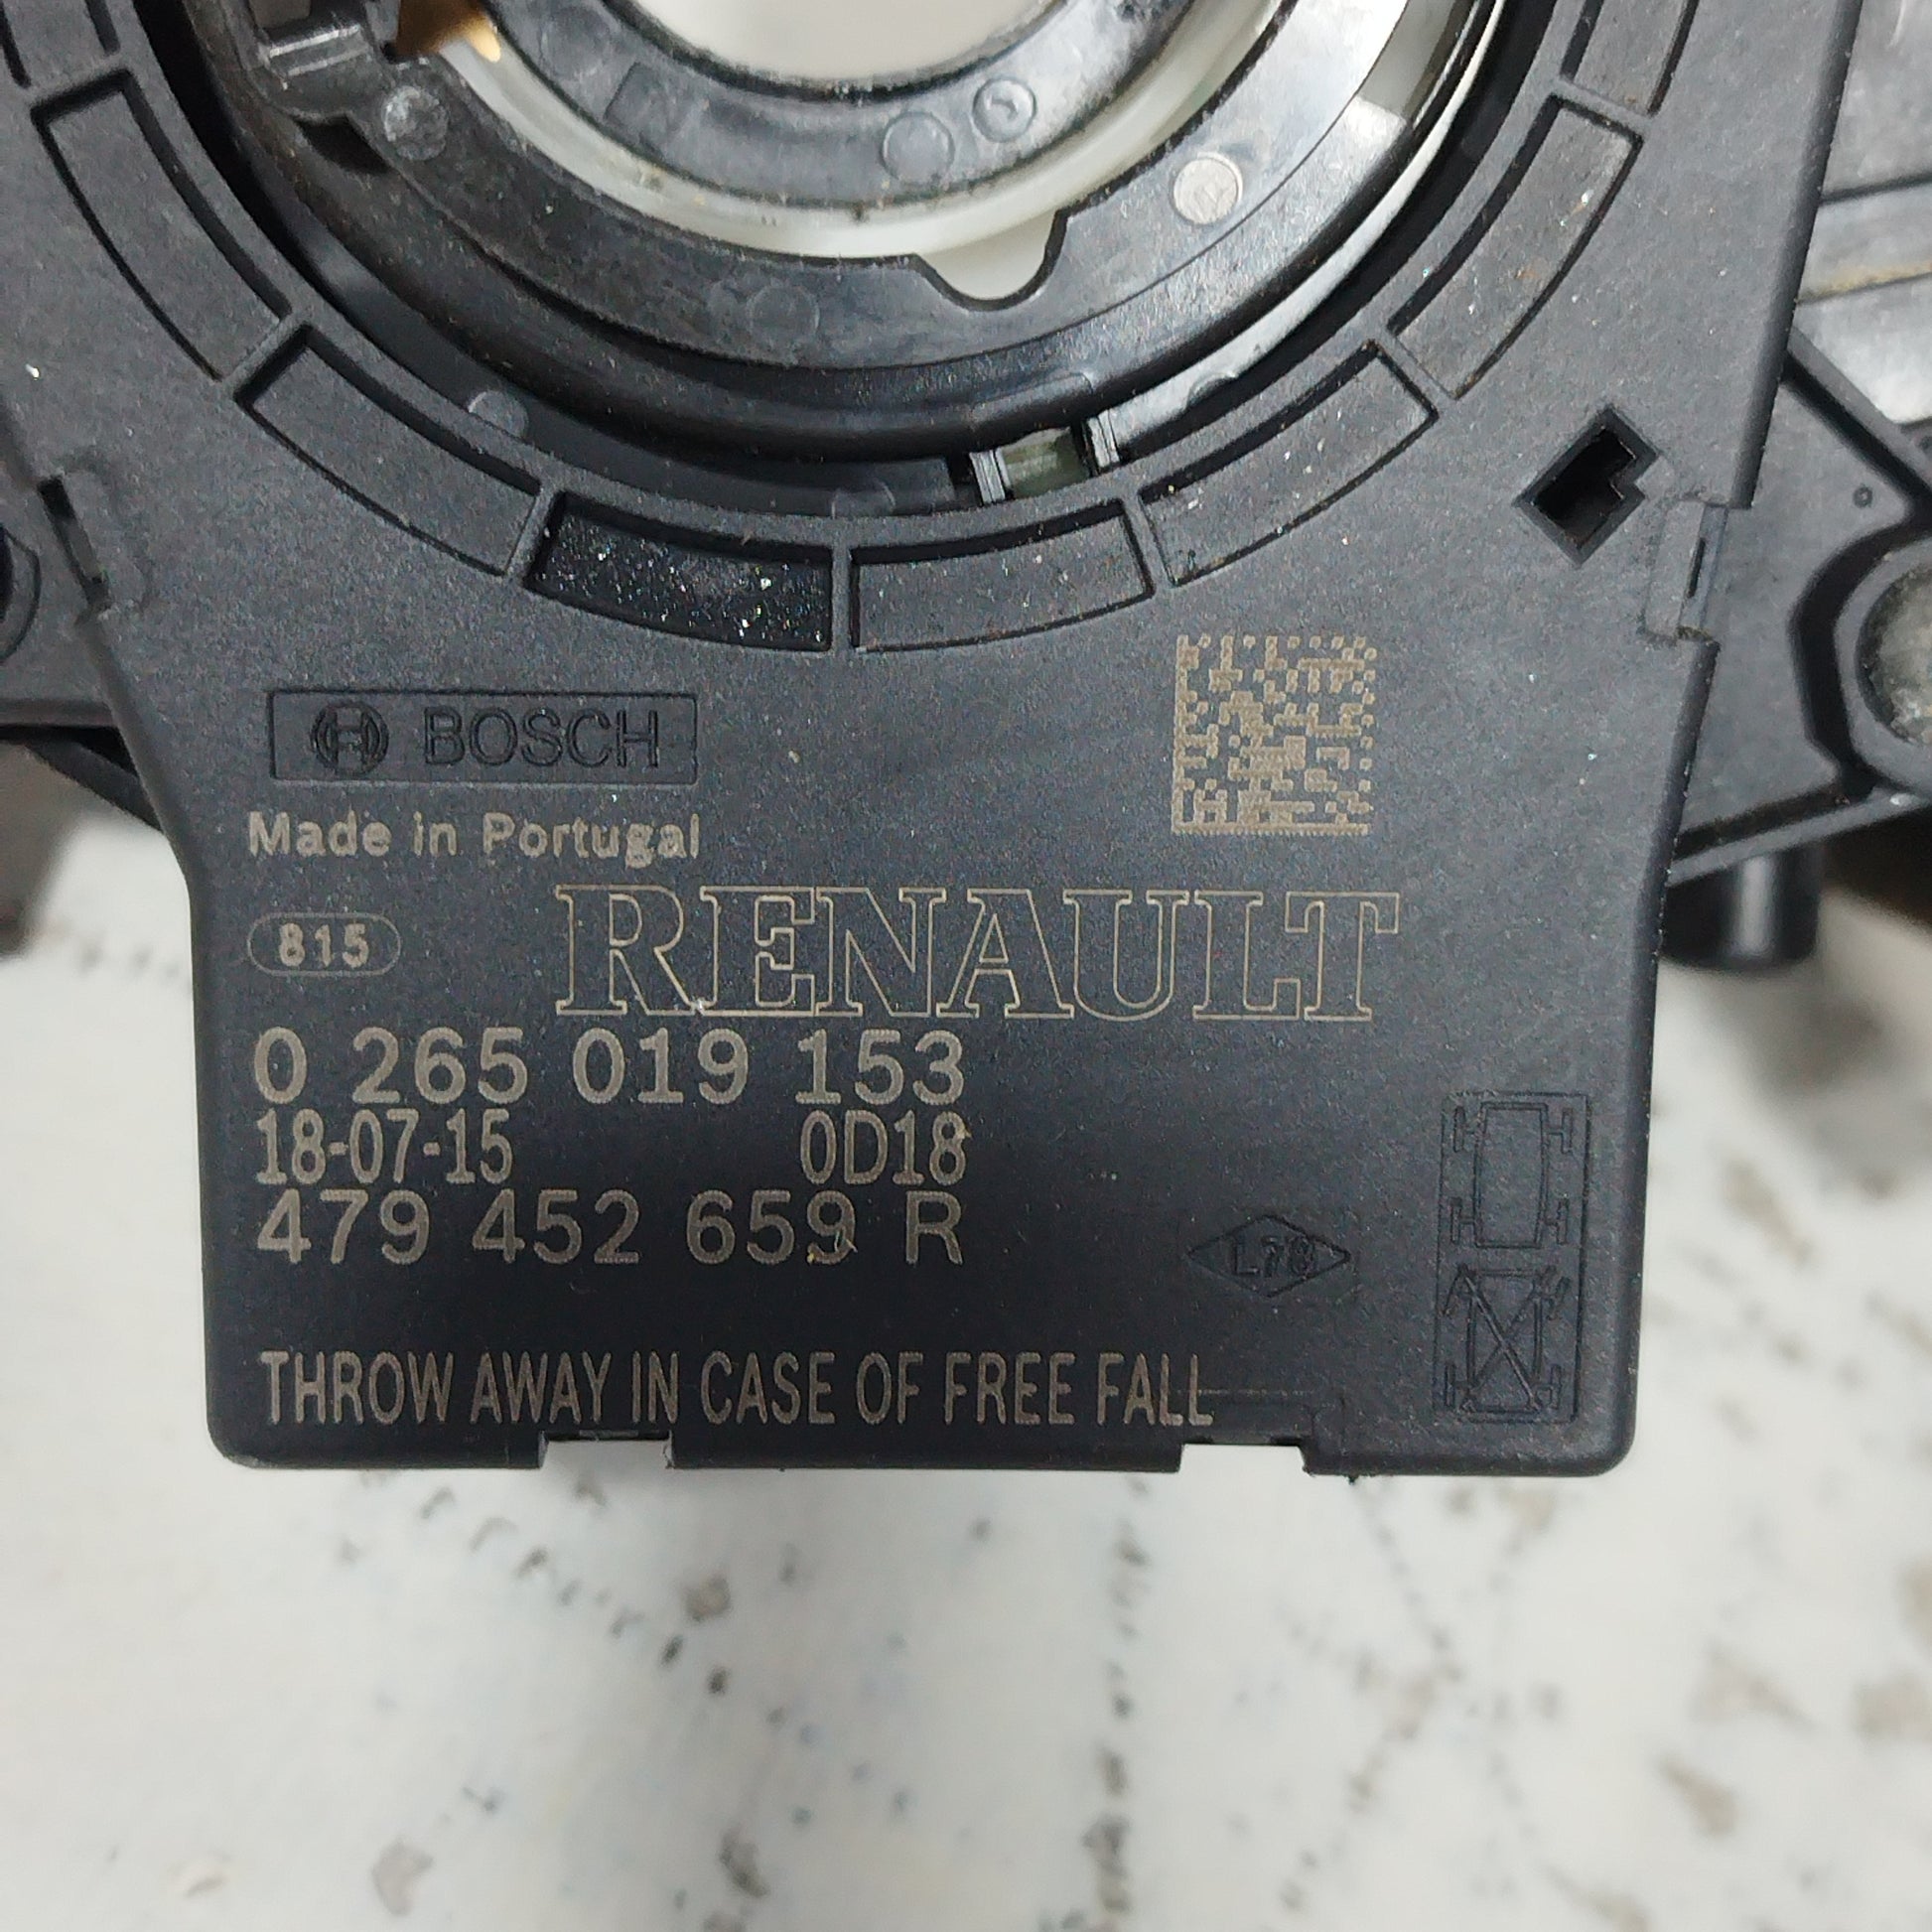 BOSCH
Made in Portugal
815
RENAULT
0 265 019 153
18-07-15 0D18
479 452 659 R
L78
THROW AWAY IN CASE OF FREE FALL